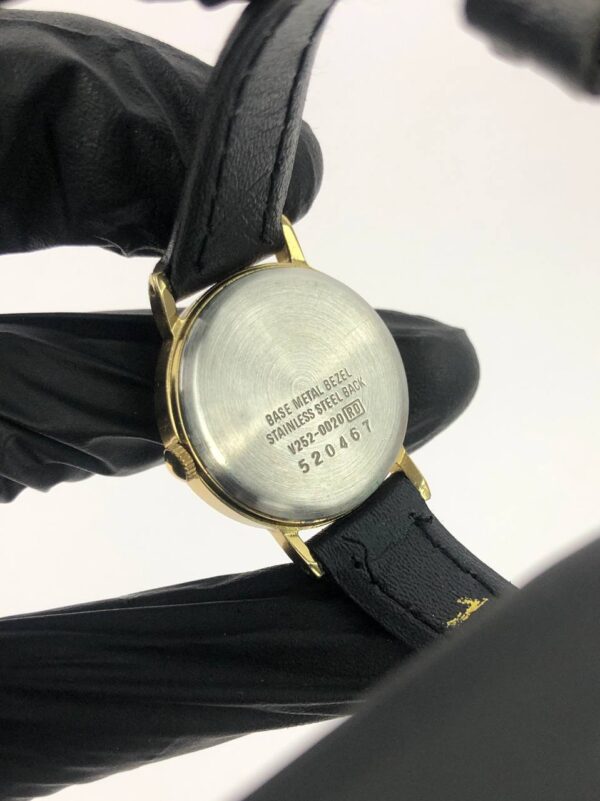 BASE METAL BEZEL
STAINLESS STEEL BACK
V252-0020 RD
520467